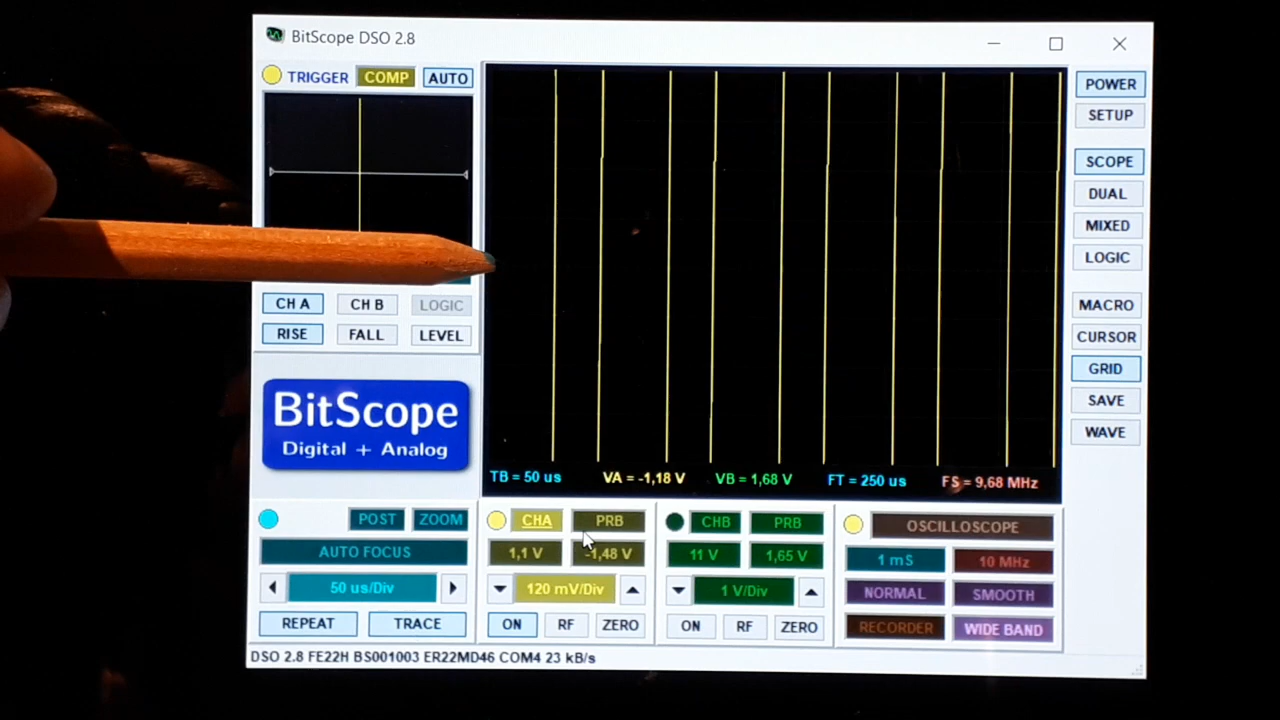 BitScope DSO 2.8
TRIGGER COMP AUTO
CH A CH B LOGIC
RISE FALL LEVEL
BitScope
Digital + Analog
TB = 50 us VA = -1,18 V VB = 1,68 V FT = 250 us FS = 9,68 MHz
POWER
SETUP
SCOPE
DUAL
MIXED
LOGIC
MACRO
CURSOR
GRID
SAVE
WAVE
POST ZOOM
AUTO FOCUS
50 us/Div
REPEAT TRACE
CHA PRB
1,1 V -1,48 V
120 mV/Div
ON RF ZERO
CHB PRB
11 V 1,65 V
1 V/Div
ON RF ZERO
OSCILLOSCOPE
1 mS 10 MHz
NORMAL SMOOTH
RECORDER WIDE BAND
DSO 2.8 FE22H BS001003 ER22MD46 COM4 23 kB/s